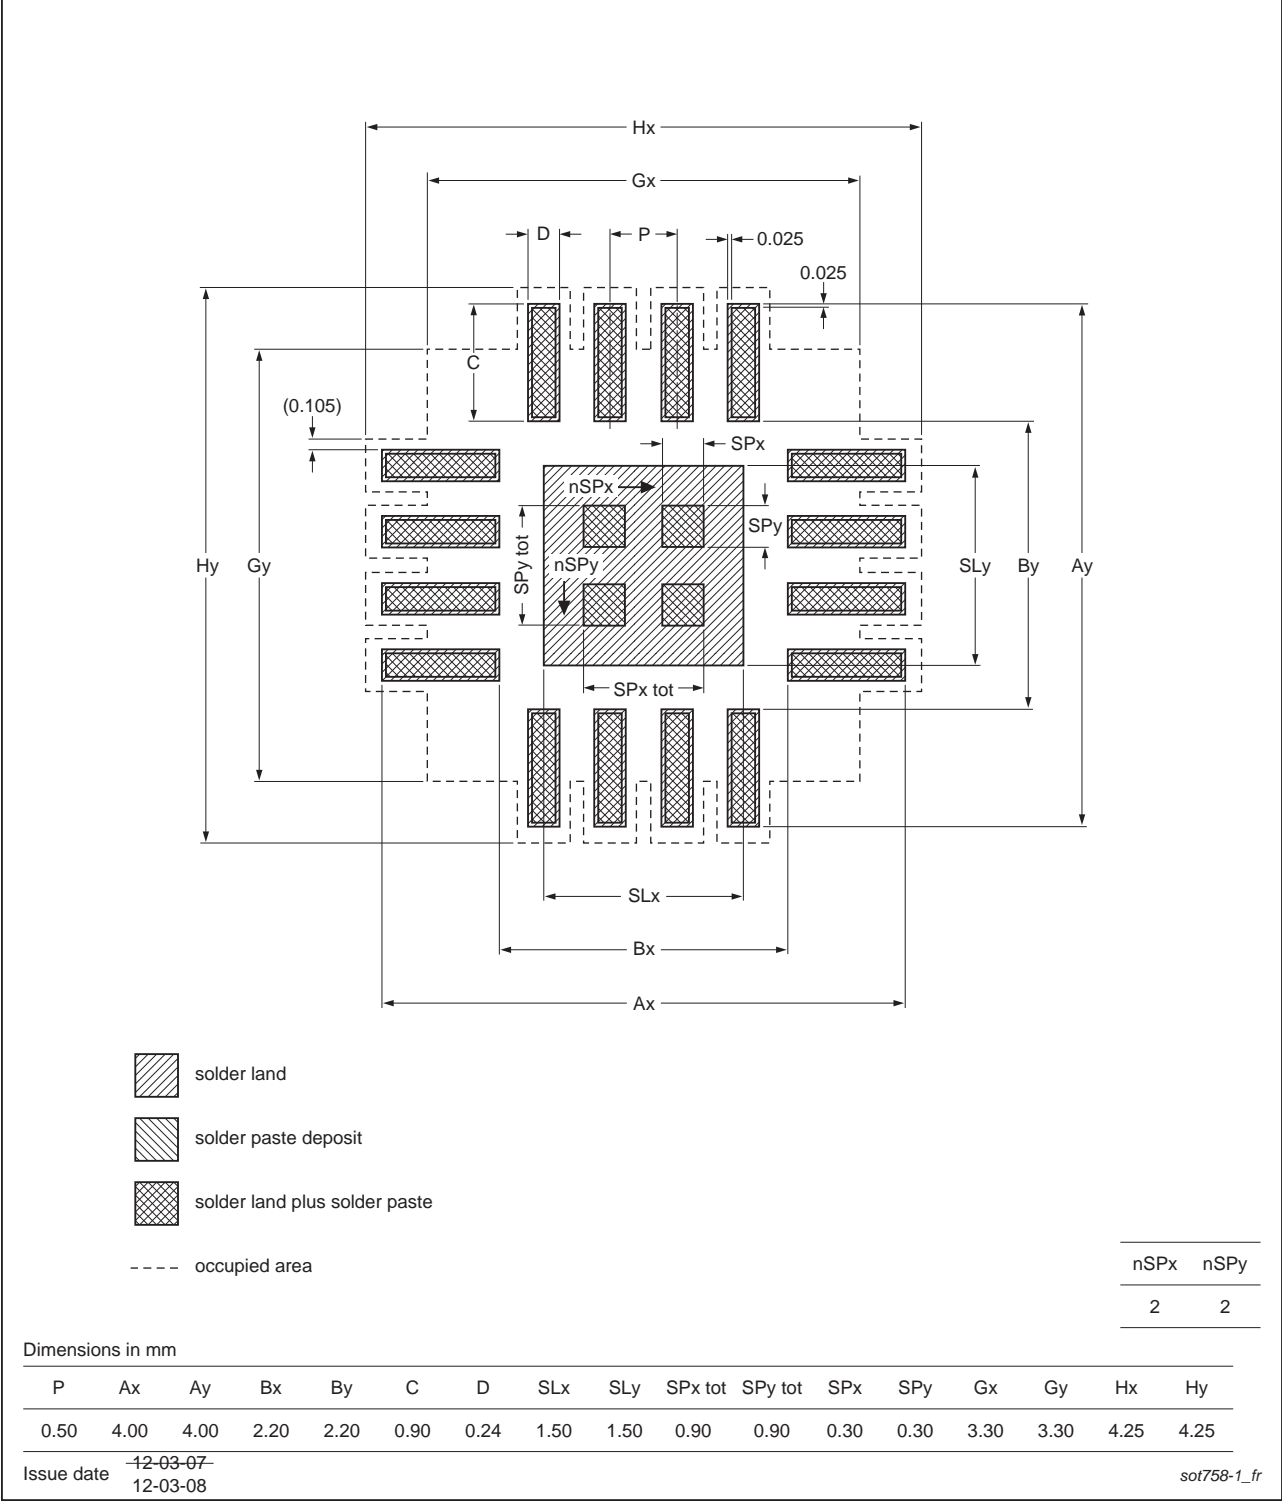 Hx
Gx
D
P
0.025
0.025
C
(0.105)
SPx
nSPx
SPy
SPy tot
nSPy
Hy
Gy
SLy
By
Ay
SPx tot
SLx
Bx
Ax
solder land
solder paste deposit
solder land plus solder paste
occupied area
nSPx nSPy
2 2
Dimensions in mm
P Ax Ay Bx By C D SLx SLy SPx tot SPy tot SPx SPy Gx Gy Hx Hy
0.50 4.00 4.00 2.20 2.20 0.90 0.24 1.50 1.50 0.90 0.90 0.30 0.30 3.30 3.30 4.25 4.25
Issue date 12-03-07
12-03-08
sot758-1_fr